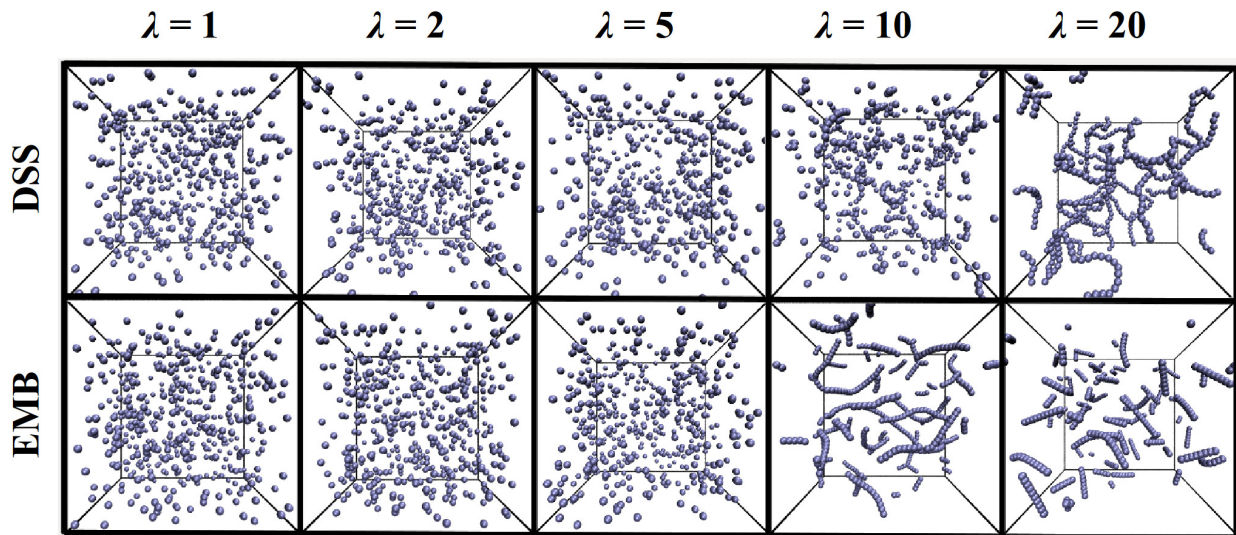 λ = 1 λ = 2 λ = 5 λ = 10 λ = 20
DSS
EMB